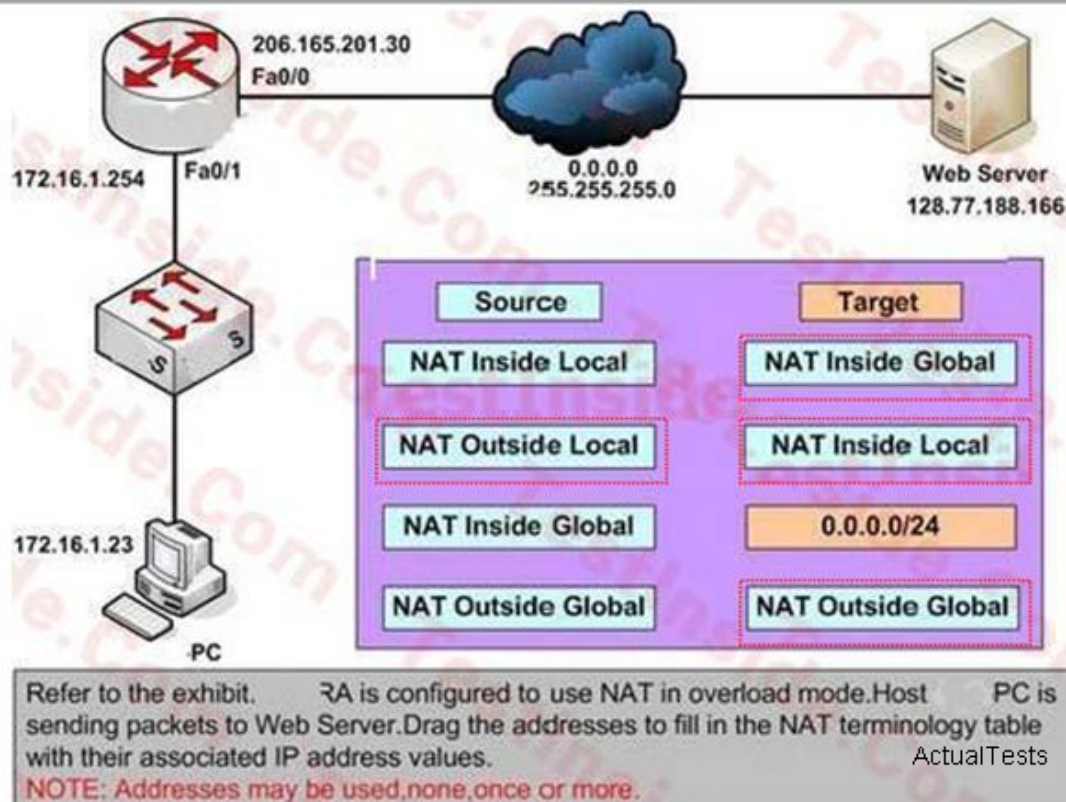 206.165.201.30
Fa0/0
172.16.1.254
Fa0/1
0.0.0.0
255.255.255.0
Web Server
128.77.188.166
Source
Target
NAT Inside Local
NAT Inside Global
NAT Outside Local
NAT Inside Local
NAT Inside Global
0.0.0.0/24
NAT Outside Global
NAT Outside Global
172.16.1.23
S
S
PC
Refer to the exhibit. RA is configured to use NAT in overload mode.Host PC is
sending packets to Web Server.Drag the addresses to fill in the NAT terminology table
with their associated IP address values.
ActualTests
NOTE: Addresses may be used,none,once or more.
TestInside.Com